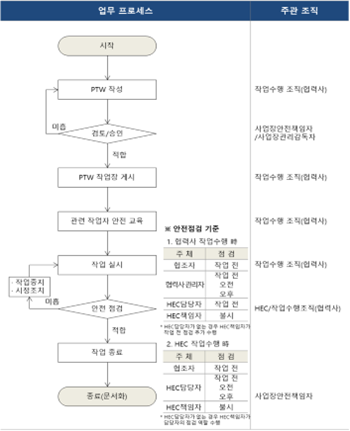 업무 프로세스
주관 조직
시작
PTW 작성
작업수행 조직(협력사)
미흡
검토/승인
사업장안전책임자
/사업장관리감독자
적합
PTW 작업장 게시
작업수행 조직(협력사)
관련 작업자 안전 교육
작업수행 조직(협력사)
※ 안전점검 기준
1. 협력사 작업수행 時
주 체
점 검
협조자
작업 전
협력사관리자
작업 전
오전
오후
HEC담당자
작업 전
HEC책임자
불시
* HEC담당자가 없는 경우 HEC책임자가
작업 전 점검 추가 수행
작업 실시
작업수행 조직(협력사)
· 작업중지
· 시정조치
미흡
안전 점검
HEC/작업수행조직(협력사)
적합
2. HEC 작업수행 時
주 체
점 검
협조자
작업 전
HEC담당자
작업 전
오전
오후
HEC책임자
불시
* HEC담당자가 없는 경우 HEC책임자가
담당자의 점검 역할 수행
작업 종료
종료(문서화)
사업장안전책임자